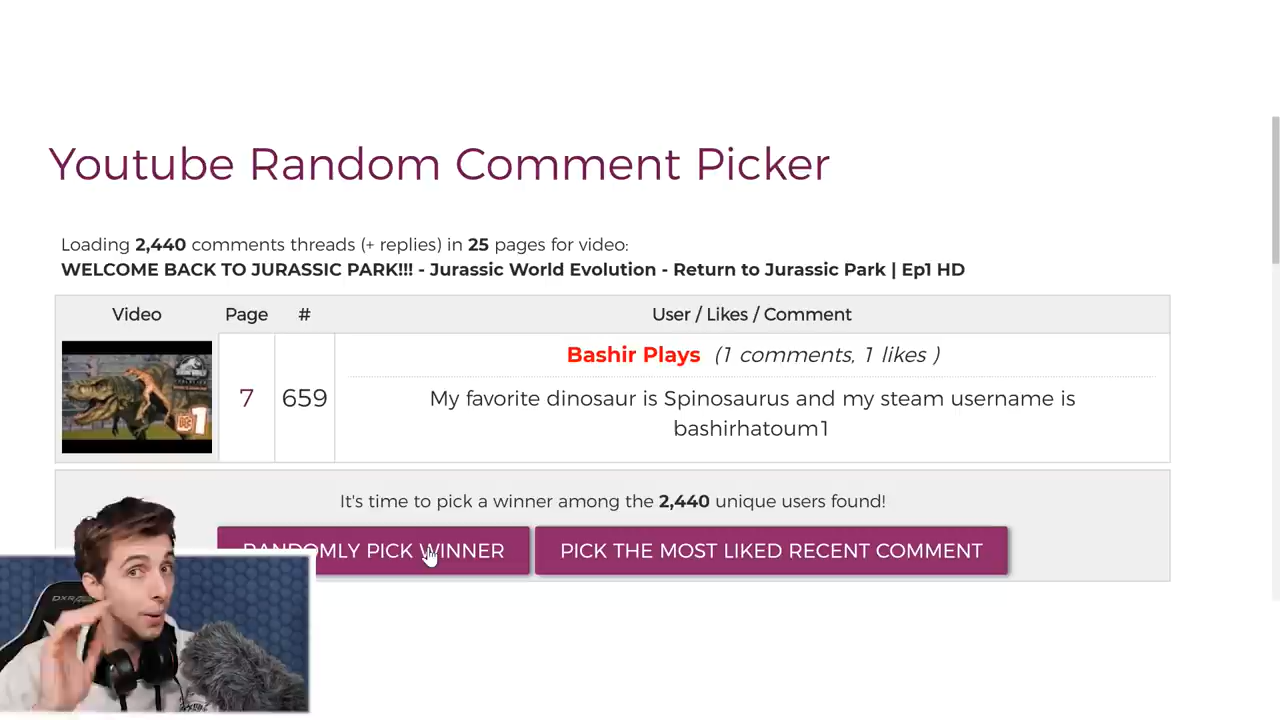 Youtube Random Comment Picker
Loading 2,440 comments threads (+ replies) in 25 pages for video:
WELCOME BACK TO JURASSIC PARK!!! - Jurassic World Evolution - Return to Jurassic Park | Ep1 HD
Video Page # User / Likes / Comment
Bashir Plays (1 comments, 1 likes )
1
7 659 My favorite dinosaur is Spinosaurus and my steam username is
bashirhatoum1
It's time to pick a winner among the 2,440 unique users found!
RANDOMLY PICK WINNER PICK THE MOST LIKED RECENT COMMENT